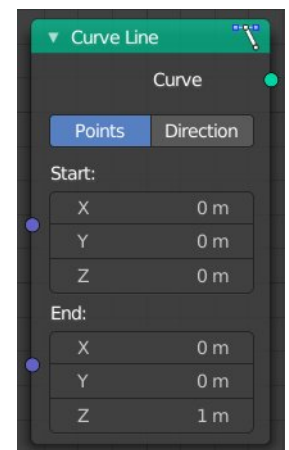 Curve Line
Curve
Points Direction
Start:
X 0 m
Y 0 m
Z 0 m
End:
X 0 m
Y 0 m
Z 1 m